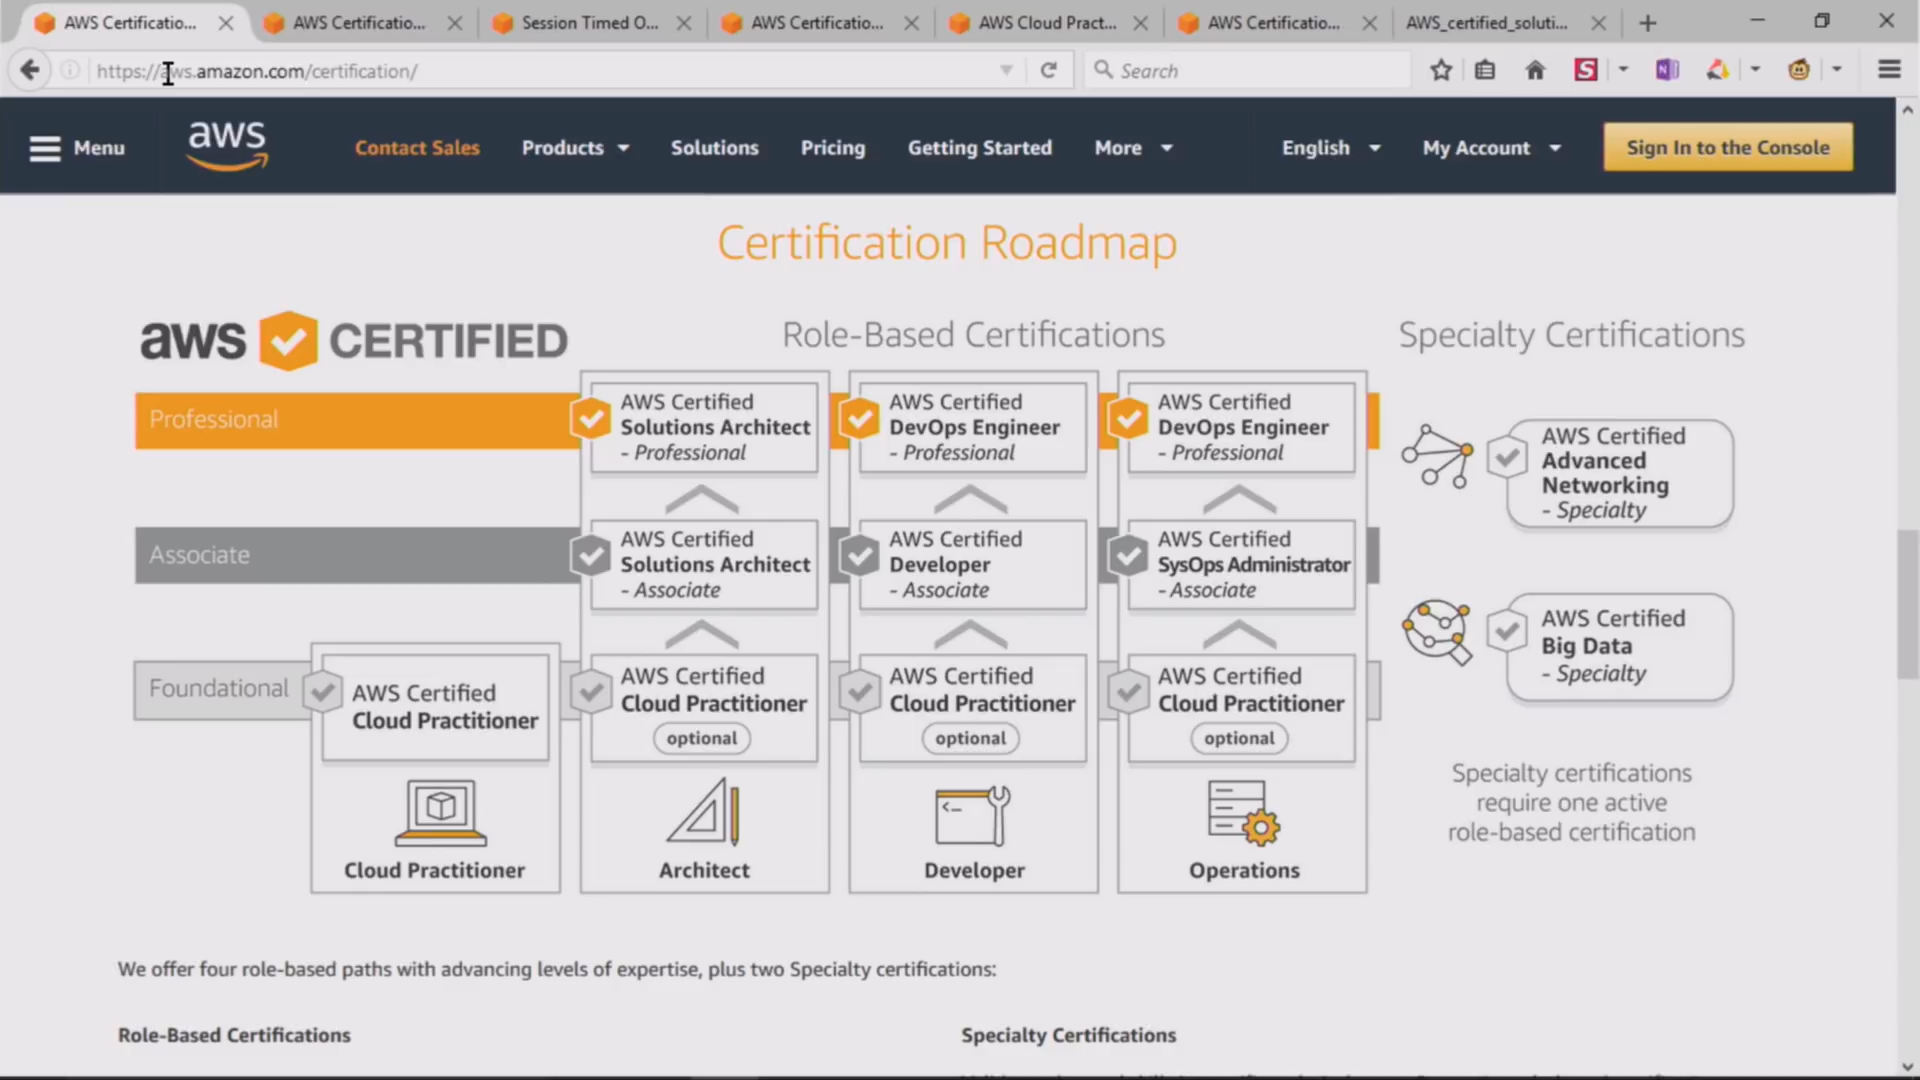 AWS Certificatio...
AWS Certificatio...
Session Timed O...
AWS Certificatio...
AWS Cloud Pract...
AWS Certificatio...
AWS_certified_soluti...
https://aws.amazon.com/certification/
Search
Menu
aws
Contact Sales
Products
Solutions
Pricing
Getting Started
More
English
My Account
Sign In to the Console
Certification Roadmap
aws CERTIFIED
Role-Based Certifications
Specialty Certifications
Professional
AWS Certified
Solutions Architect
- Professional
AWS Certified
DevOps Engineer
- Professional
AWS Certified
DevOps Engineer
- Professional
AWS Certified
Advanced
Networking
- Specialty
Associate
AWS Certified
Solutions Architect
- Associate
AWS Certified
Developer
- Associate
AWS Certified
SysOps Administrator
- Associate
AWS Certified
Big Data
- Specialty
Foundational
AWS Certified
Cloud Practitioner
AWS Certified
Cloud Practitioner
optional
AWS Certified
Cloud Practitioner
optional
AWS Certified
Cloud Practitioner
optional
Specialty certifications
require one active
role-based certification
Cloud Practitioner
Architect
Developer
Operations
We offer four role-based paths with advancing levels of expertise, plus two Specialty certifications:
Role-Based Certifications
Specialty Certifications